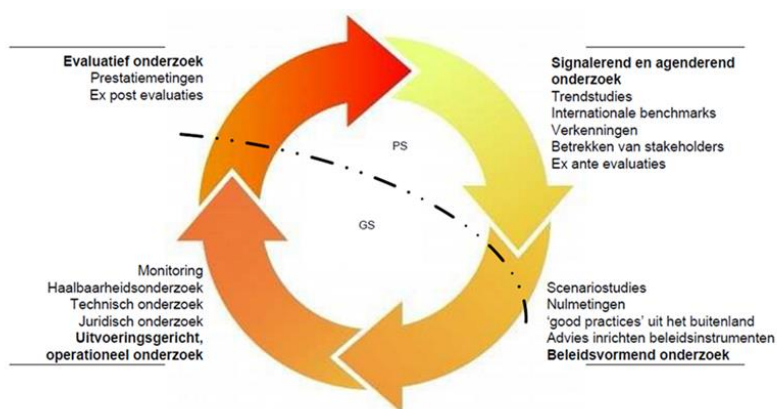 Evaluatief onderzoek
Prestatiemetingen
Ex post evaluaties
Signalerend en agenderend
onderzoek
Trendstudies
Internationale benchmarks
Verkenningen
Betrekken van stakeholders
Ex ante evaluaties
PS
GS
Monitoring
Haalbaarheidsonderzoek
Technisch onderzoek
Juridisch onderzoek
Uitvoeringsgericht,
operationeel onderzoek
Scenariostudies
Nulmetingen
‘good practices’ uit het buitenland
Advies inrichten beleidsinstrumenten
Beleidsvormend onderzoek